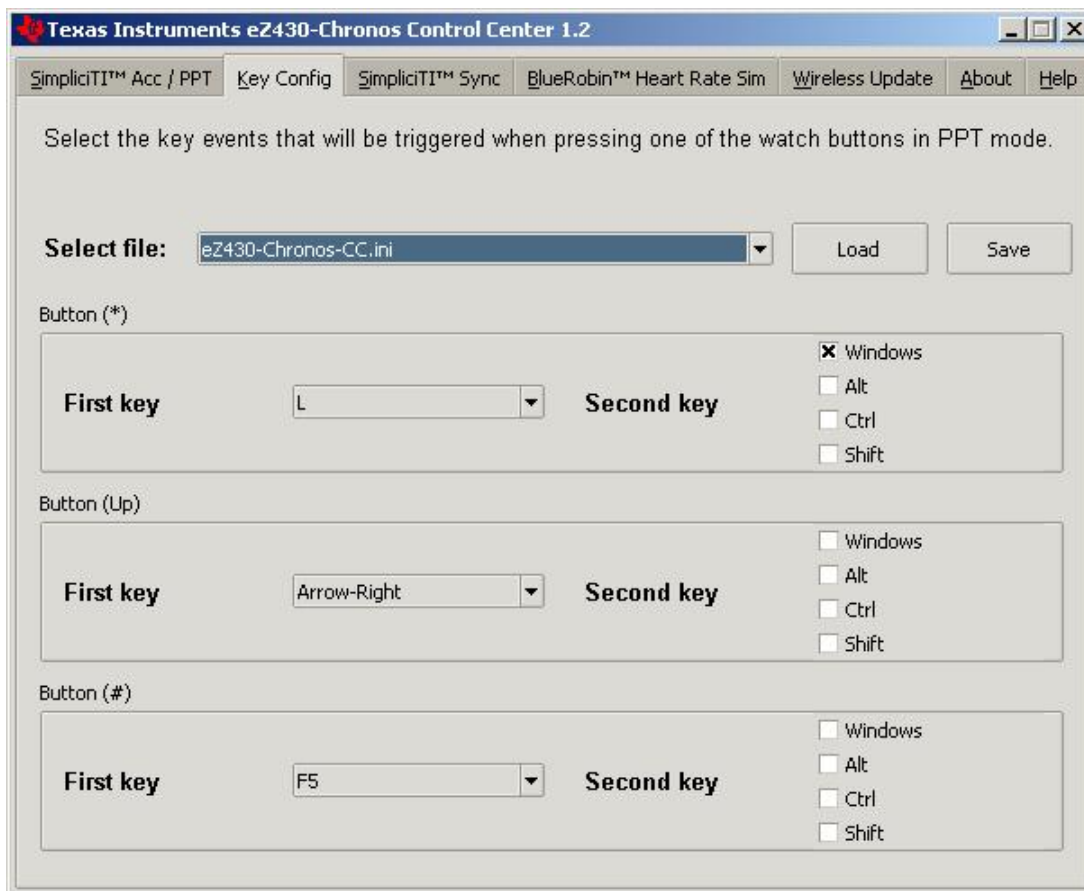 Texas Instruments eZ430-Chronos Control Center 1.2
SimpliciTI™ Acc / PPT Key Config SimpliciTI™ Sync BlueRobin™ Heart Rate Sim Wireless Update About Help
Select the key events that will be triggered when pressing one of the watch buttons in PPT mode.
Select file: eZ430-Chronos-CC.ini Load Save
Button (*)
Windows
Alt
First key L Second key
Ctrl
Shift
Button (Up)
Windows
Alt
First key Arrow-Right Second key
Ctrl
Shift
Button (#)
Windows
Alt
First key F5 Second key
Ctrl
Shift